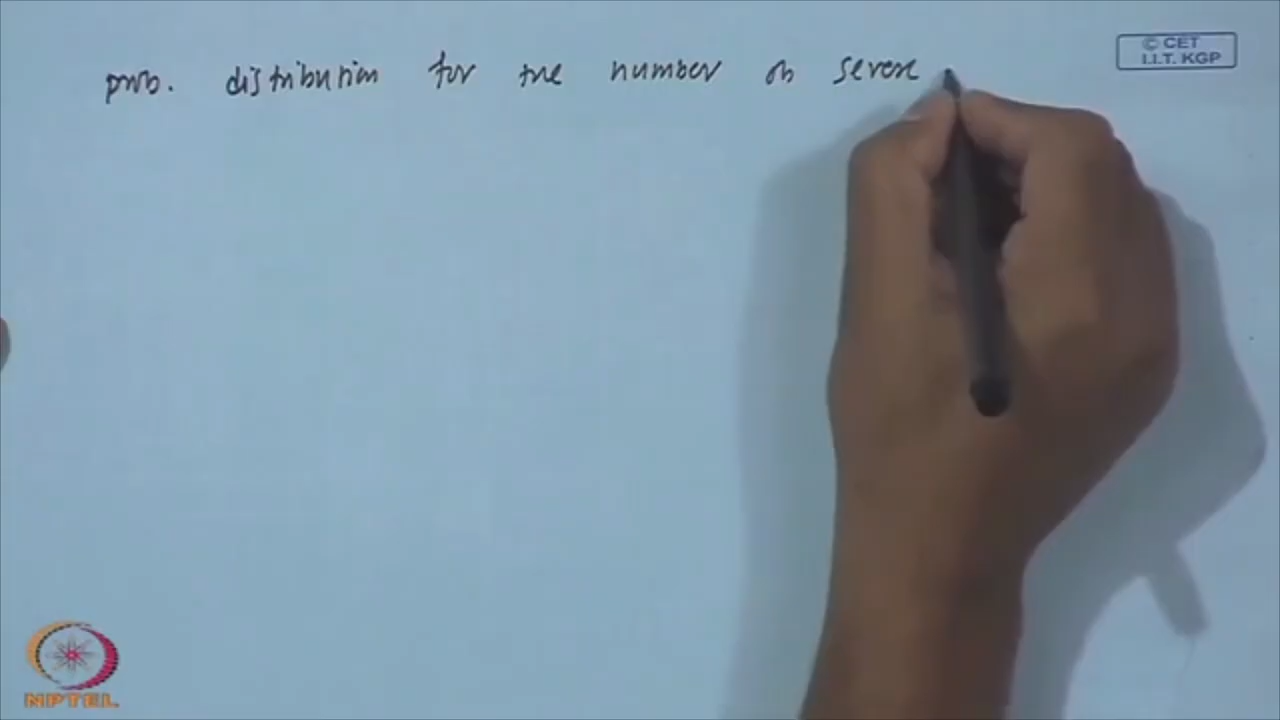 prob. distribution for the number of severe
© CET
I.I.T. KGP
NPTEL